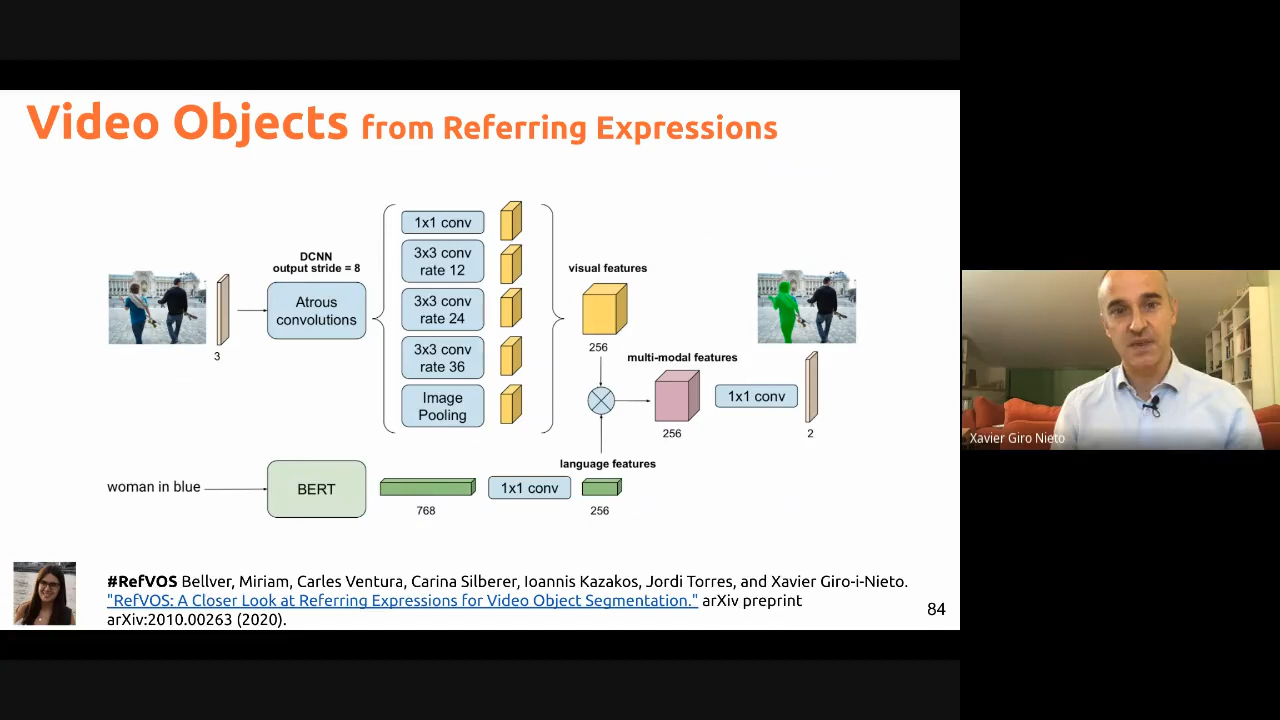 Video Objects from Referring Expressions
DCNN
output stride = 8
Atrous
convolutions
3
1x1 conv
3x3 conv
rate 12
3x3 conv
rate 24
3x3 conv
rate 36
Image
Pooling
visual features
256
multi-modal features
256
1x1 conv
2
language features
woman in blue
BERT
768
1x1 conv
256
#RefVOS Bellver, Miriam, Carles Ventura, Carina Silberer, Ioannis Kazakos, Jordi Torres, and Xavier Giro-i-Nieto.
"RefVOS: A Closer Look at Referring Expressions for Video Object Segmentation." arXiv preprint
arXiv:2010.00263 (2020).
84
Xavier Giro Nieto